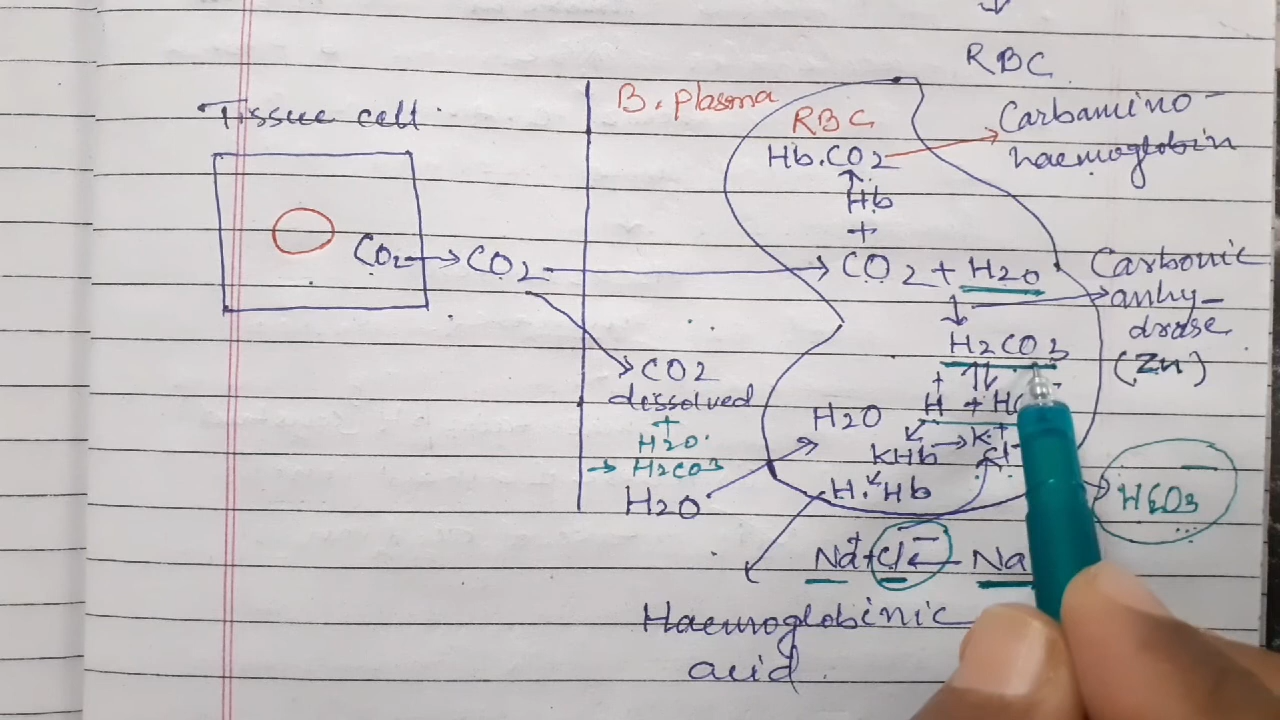 RBC
Tissue cell
B. plasma
RBC
Carbamino-
haemoglobin
Hb.CO2
Hb
+
CO2 → CO2 → CO2 + H2O
Carbonic
anhy-
drase
(Zn)
H2CO3
CO2
dissolved
+
H2O
→ H2CO3
H2O
H2O
H+ +
KHb → K+
Cl-
H.Hb
HCO3-
Na+ + Cl- ← Na
Haemoglobinic
acid